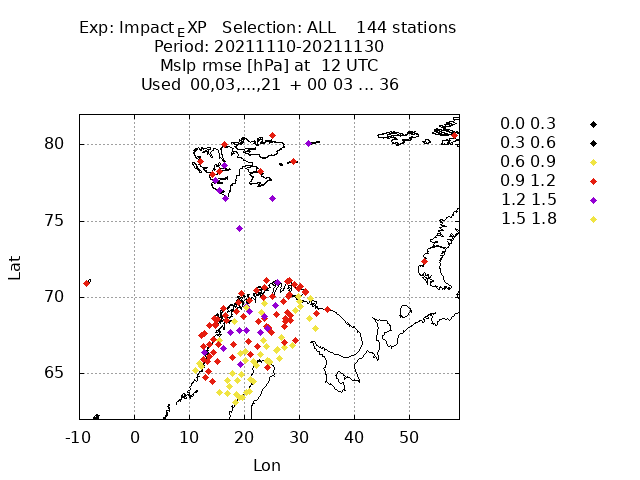 Exp: Impact_EXP Selection: ALL 144 stations
Period: 20211110-20211130
Mslp rmse [hPa] at 12 UTC
Used 00,03,...,21 + 00 03 ... 36
80
75
70
65
Lat
-10 0 10 20 30 40 50
Lon
0.0 0.3
0.3 0.6
0.6 0.9
0.9 1.2
1.2 1.5
1.5 1.8